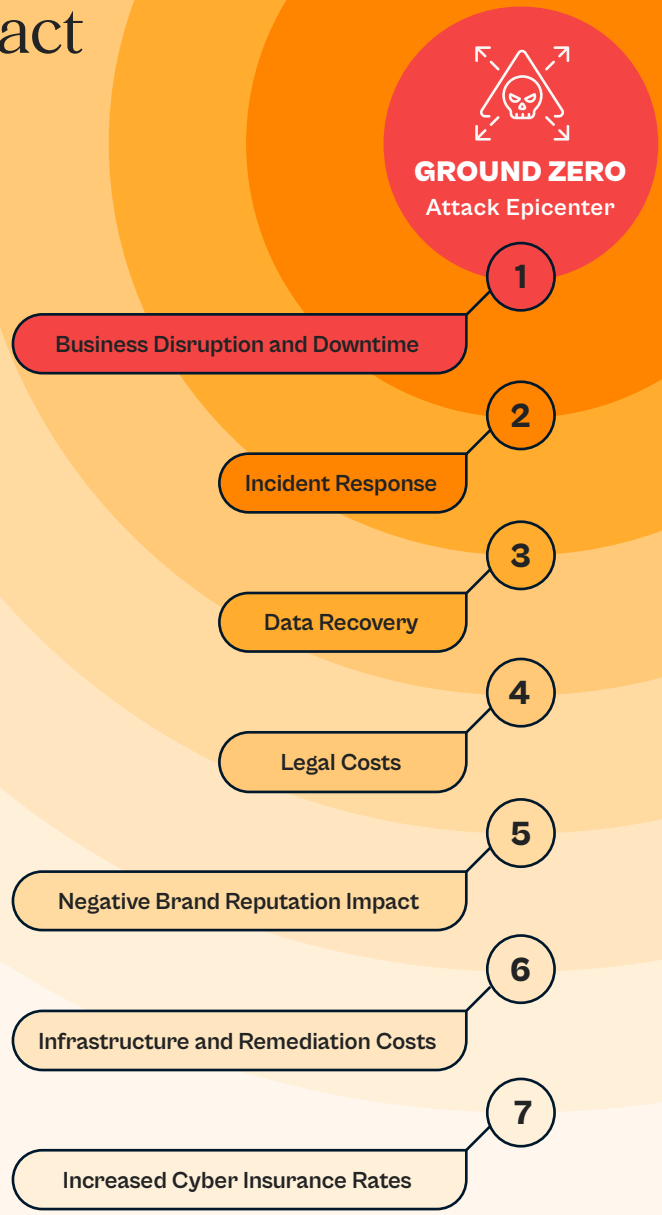 act
GROUND ZERO
Attack Epicenter
1
Business Disruption and Downtime
2
Incident Response
3
Data Recovery
4
Legal Costs
5
Negative Brand Reputation Impact
6
Infrastructure and Remediation Costs
7
Increased Cyber Insurance Rates